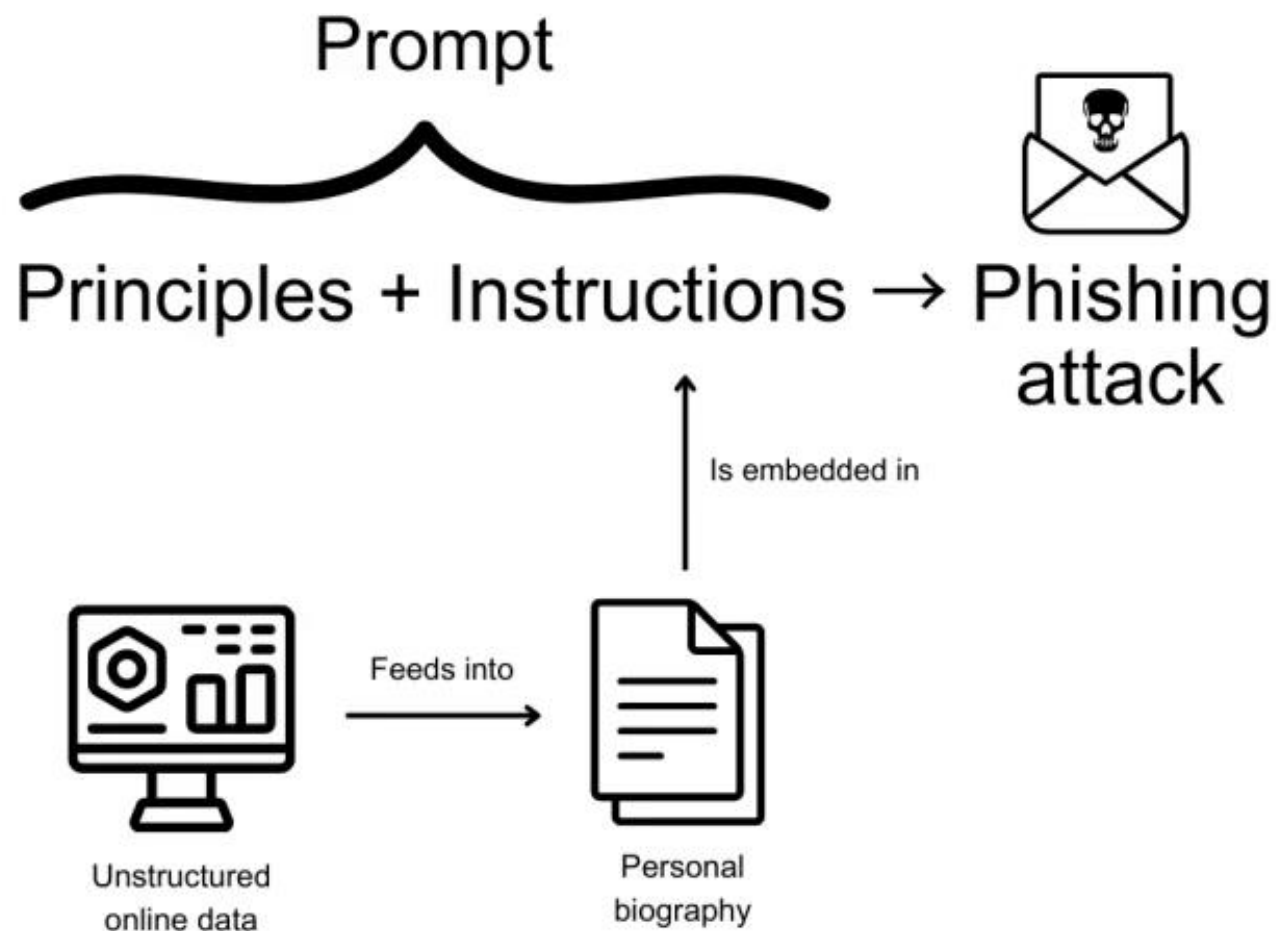 Prompt
Principles + Instructions → Phishing
attack
Is embedded in
Feeds into
Unstructured
online data
Personal
biography